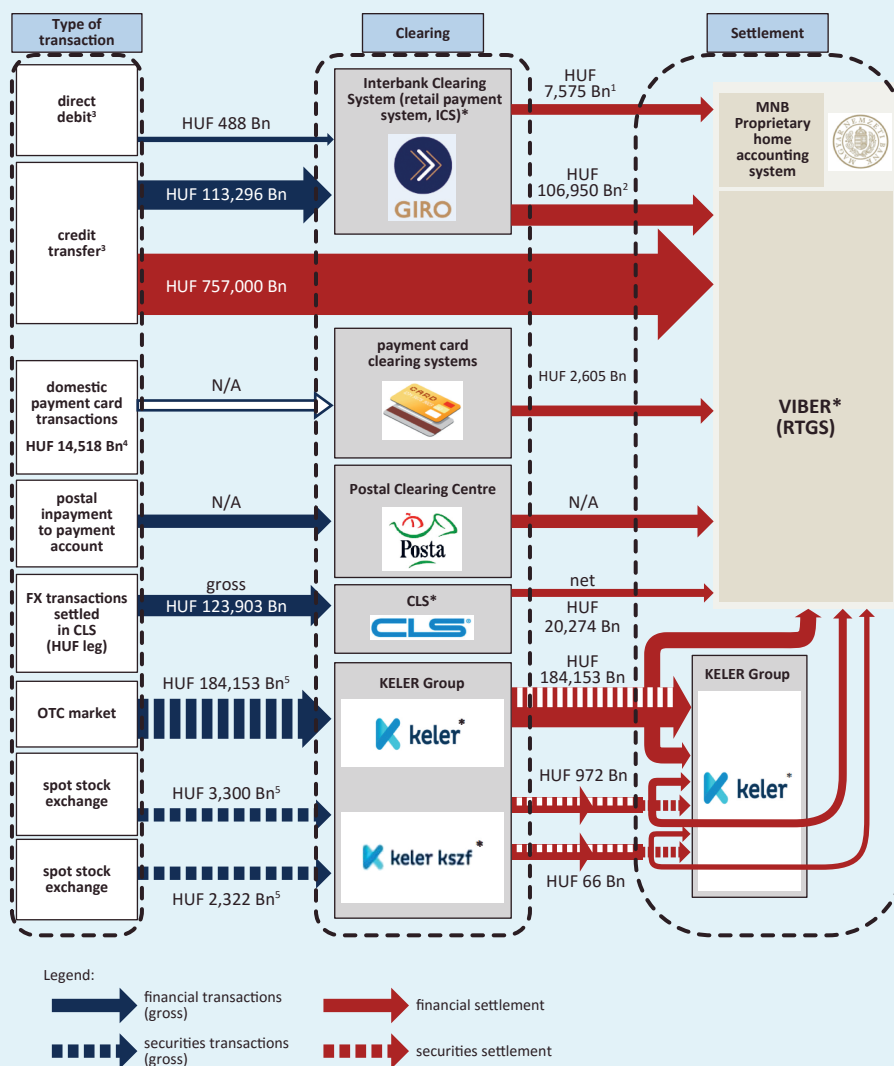 Type of
transaction
Clearing
Settlement
direct
debit³
HUF 488 Bn
Interbank Clearing
System (retail payment
system, ICS)*
GIRO
HUF
7,575 Bn¹
MNB
Proprietary
home
accounting
system
MAGYAR NEMZETI BANK
credit
transfer³
HUF 113,296 Bn
HUF
106,950 Bn²
HUF 757,000 Bn
domestic
payment card
transactions
HUF 14,518 Bn⁴
N/A
payment card
clearing systems
CARD
HUF 2,605 Bn
VIBER*
(RTGS)
postal
inpayment
to payment
account
N/A
Postal Clearing Centre
Posta
N/A
FX transactions
settled
in CLS
(HUF leg)
gross
HUF 123,903 Bn
CLS*
CLS
net
HUF
20,274 Bn
OTC market
HUF 184,153 Bn⁵
KELER Group
keler*
HUF
184,153 Bn
KELER Group
keler*
spot stock
exchange
HUF 3,300 Bn⁵
HUF 972 Bn
keler kszf*
spot stock
exchange
HUF 2,322 Bn⁵
HUF 66 Bn
Legend:
financial transactions
(gross)
financial settlement
securities transactions
(gross)
securities settlement